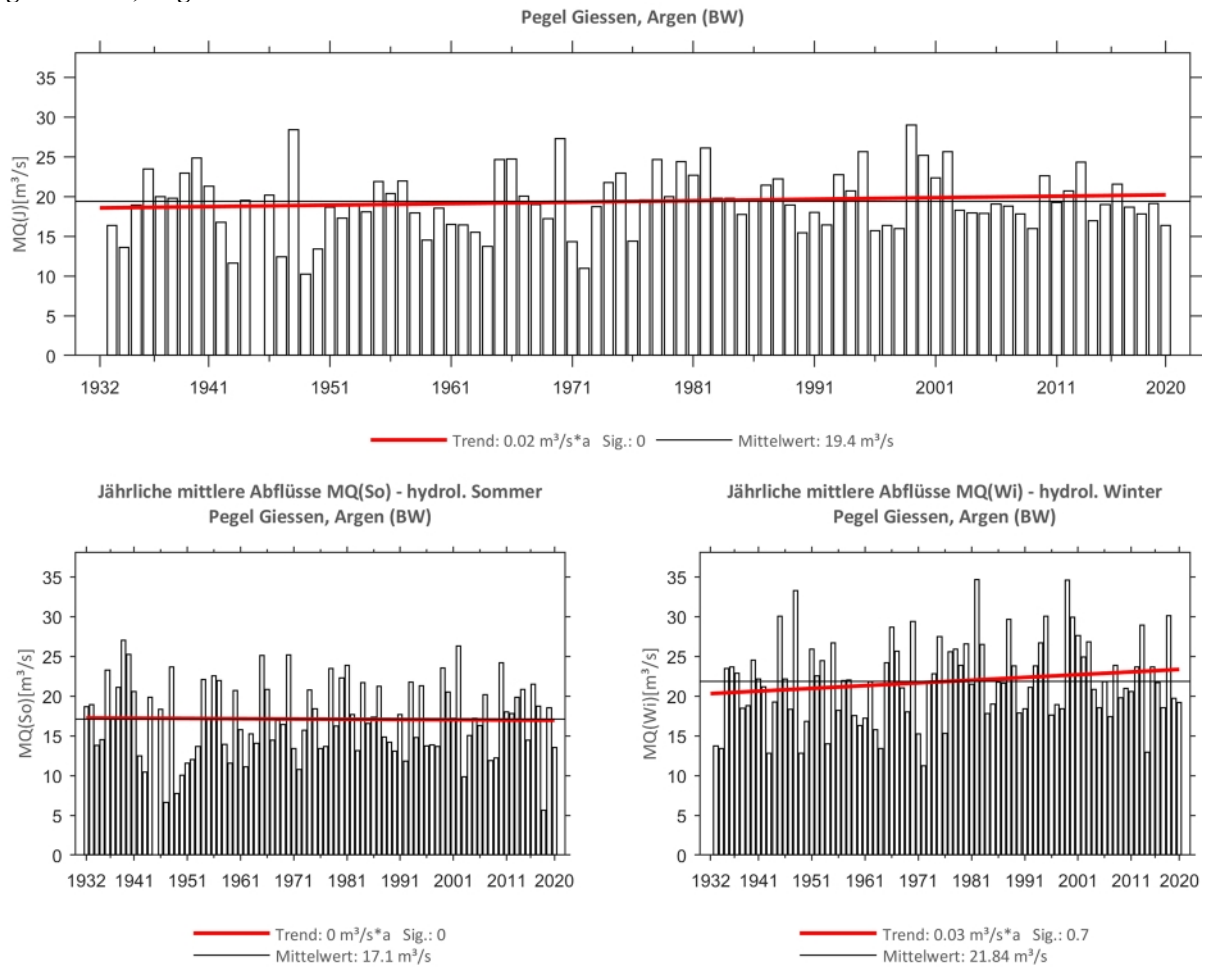 Pegel Giessen, Argen (BW)
35
30
25
20
15
10
5
0
MQ(J)[m³/s]
1932 1941 1951 1961 1971 1981 1991 2001 2011 2020
Trend: 0.02 m³/s*a Sig.: 0 Mittelwert: 19.4 m³/s
Jährliche mittlere Abflüsse MQ(So) - hydrol. Sommer
Pegel Giessen, Argen (BW)
35
30
25
20
15
10
5
0
MQ(So)[m³/s]
1932 1941 1951 1961 1971 1981 1991 2001 2011 2020
Trend: 0 m³/s*a Sig.: 0
Mittelwert: 17.1 m³/s
Jährliche mittlere Abflüsse MQ(Wi) - hydrol. Winter
Pegel Giessen, Argen (BW)
35
30
25
20
15
10
5
0
MQ(Wi)[m³/s]
1932 1941 1951 1961 1971 1981 1991 2001 2011 2020
Trend: 0.03 m³/s*a Sig.: 0.7
Mittelwert: 21.84 m³/s